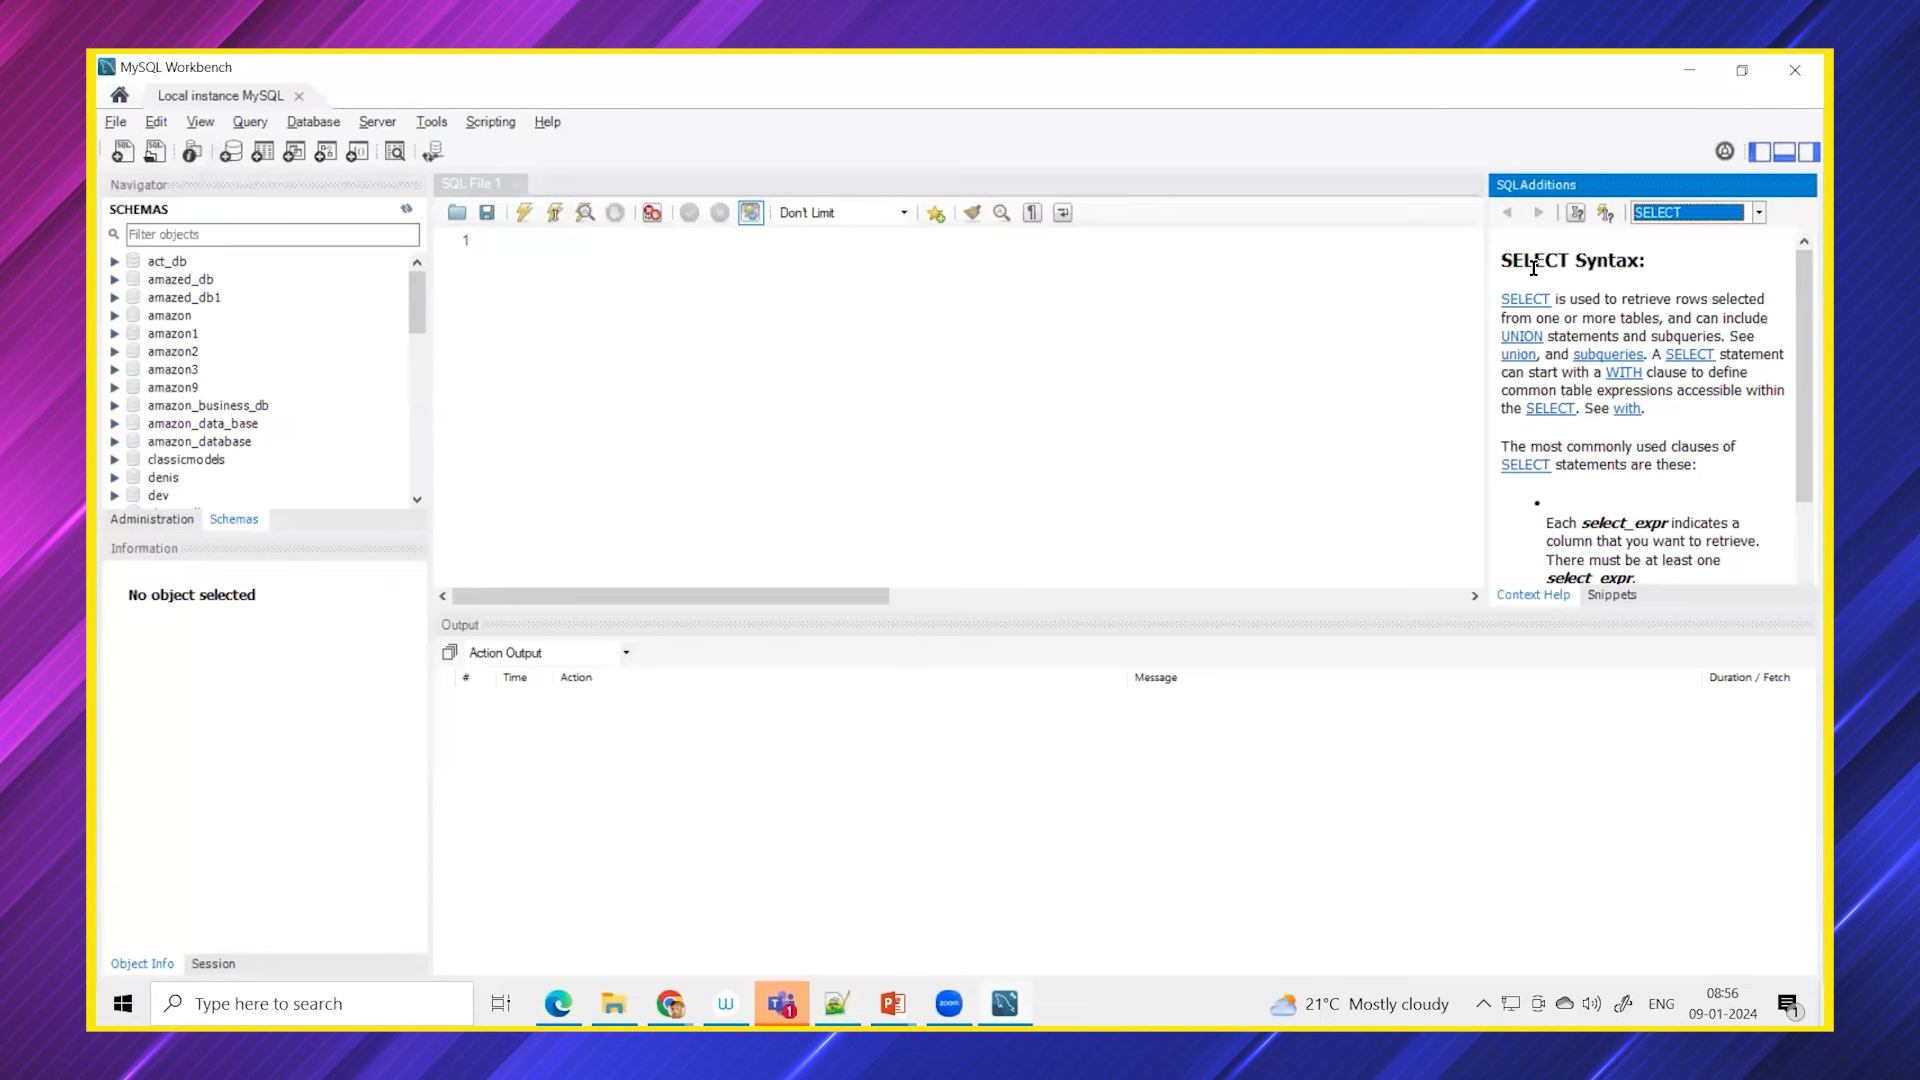 MySQL Workbench
Local instance MySQL
File Edit View Query Database Server Tools Scripting Help
Navigator
SCHEMAS
Filter objects
act_db
amazed_db
amazed_db1
amazon
amazon1
amazon2
amazon3
amazon9
amazon_business_db
amazon_data_base
amazon_database
classicmodels
denis
dev
Administration Schemas
Information
No object selected
Object Info Session
SQL File 1
Don't Limit
1
SQLAdditions
SELECT
SELECT Syntax:
SELECT is used to retrieve rows selected
from one or more tables, and can include
UNION statements and subqueries. See
union, and subqueries. A SELECT statement
can start with a WITH clause to define
common table expressions accessible within
the SELECT. See with.
The most commonly used clauses of
SELECT statements are these:
•
Each select_expr indicates a
column that you want to retrieve.
There must be at least one
select_expr.
Context Help Snippets
Output
Action Output
# Time Action Message Duration / Fetch
Type here to search
zoom
1
21°C Mostly cloudy
ENG
08:56
09-01-2024
1